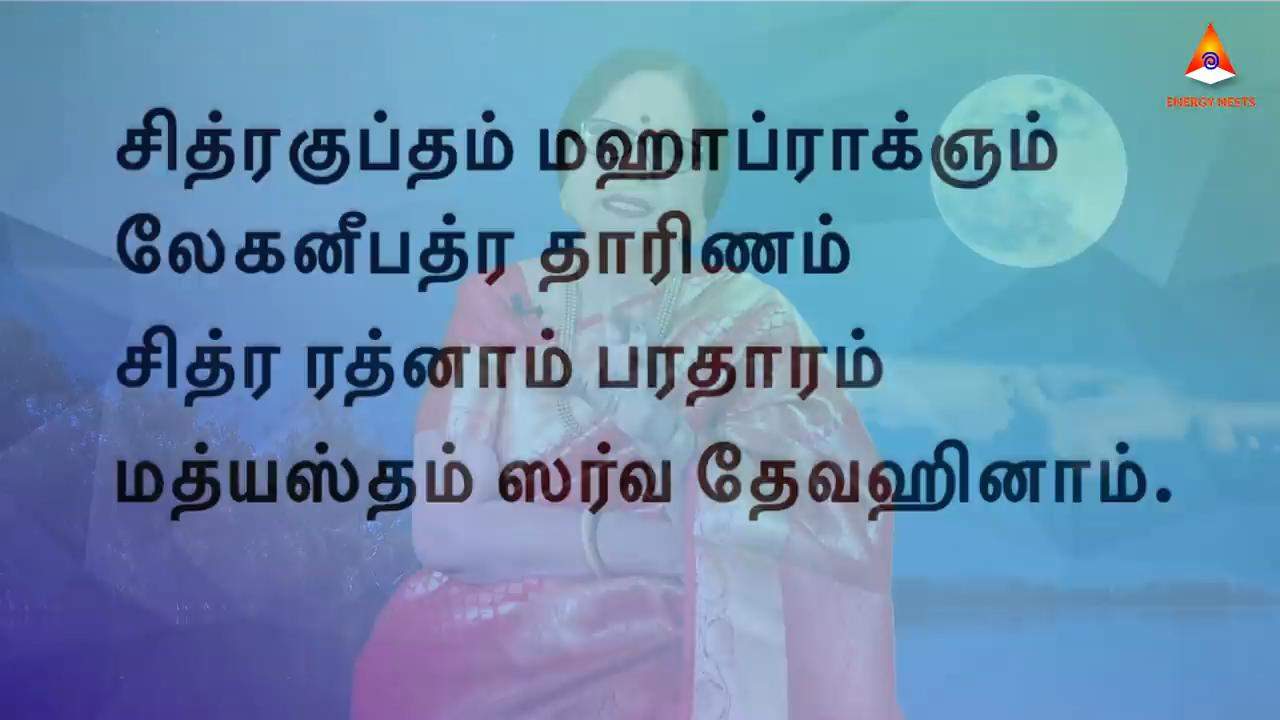 ENERGY NESTS
சித்ரகுப்தம் மஹாப்ராக்ஞம்
லேகனீபத்ர தாரிணம்
சித்ர ரத்னாம் பரதாரம்
மத்யஸ்தம் ஸர்வ தேவஹினாம்.